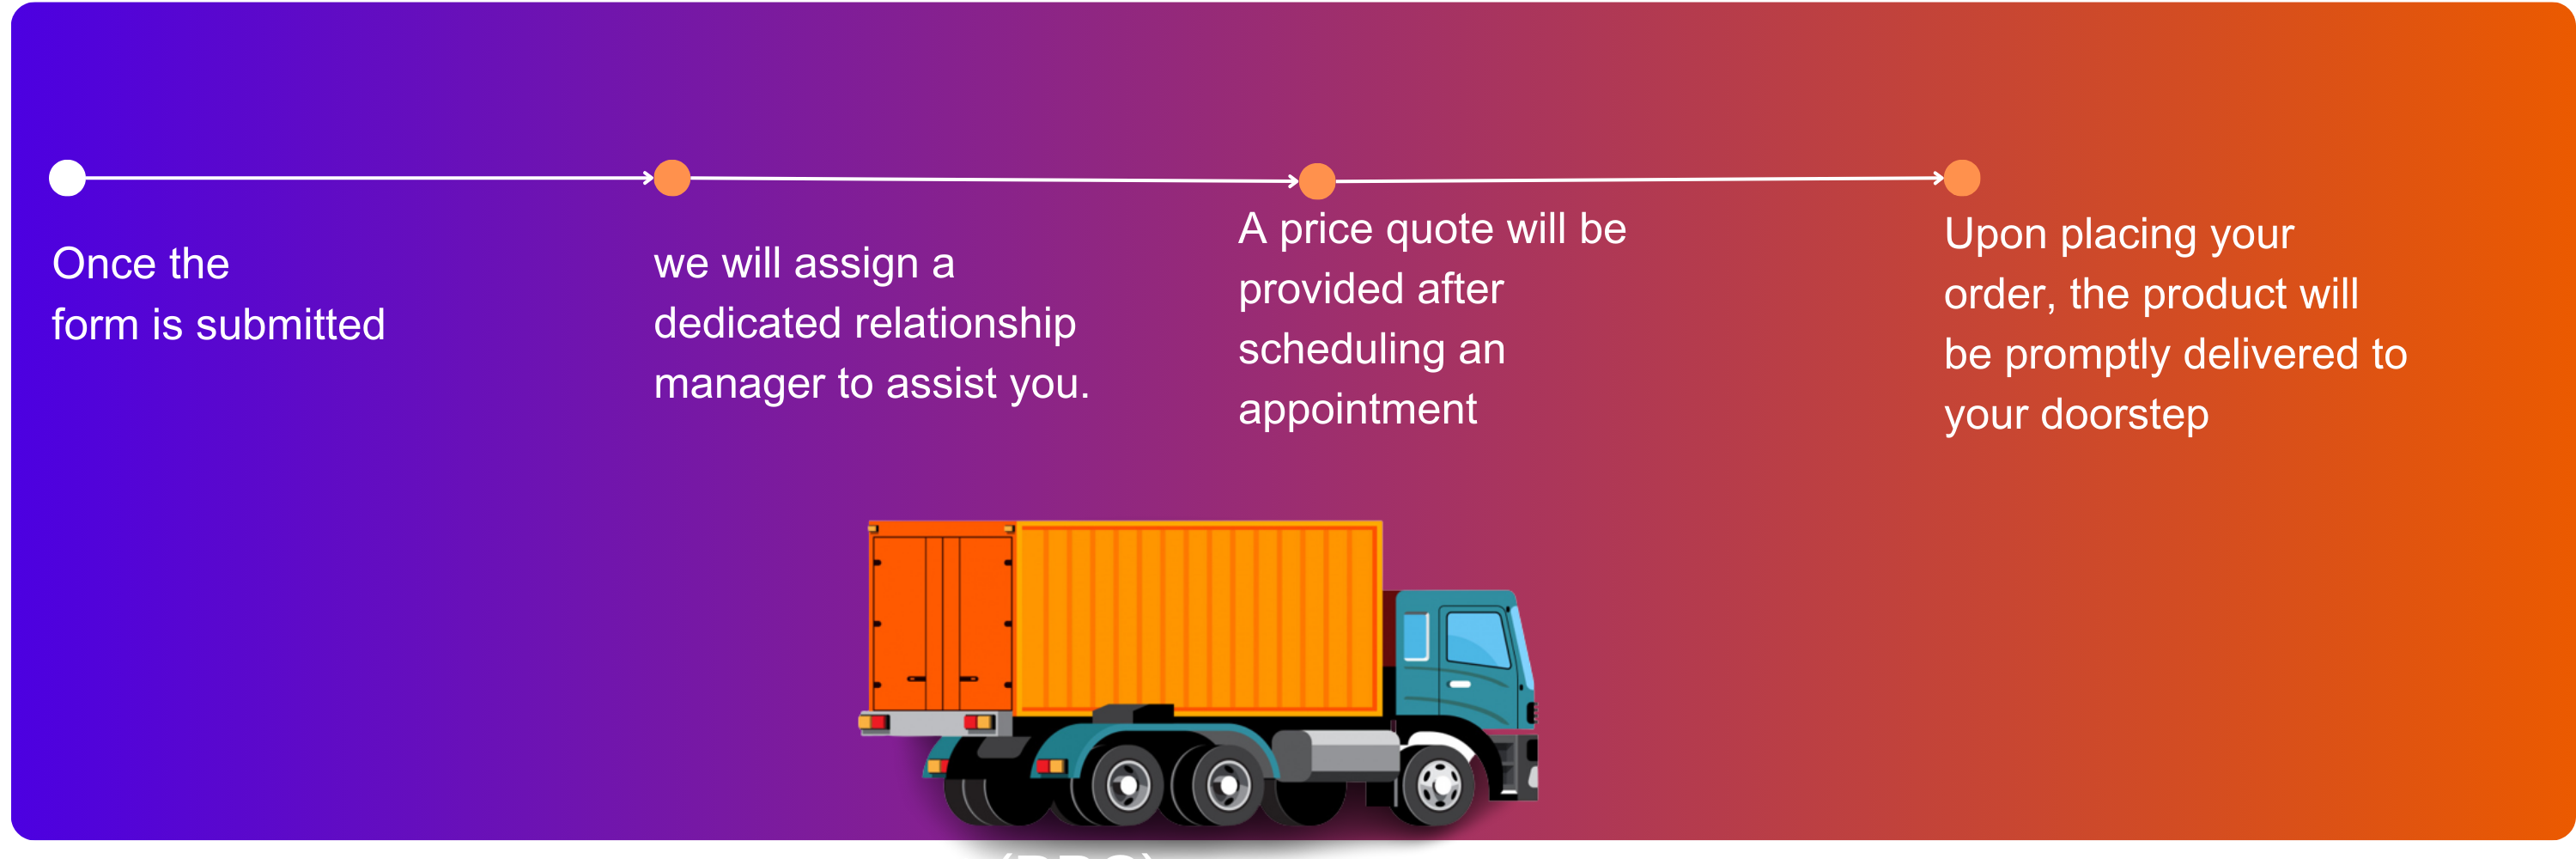 Once the
form is submitted
we will assign a
dedicated relationship
manager to assist you.
A price quote will be
provided after
scheduling an
appointment
Upon placing your
order, the product will
be promptly delivered to
your doorstep